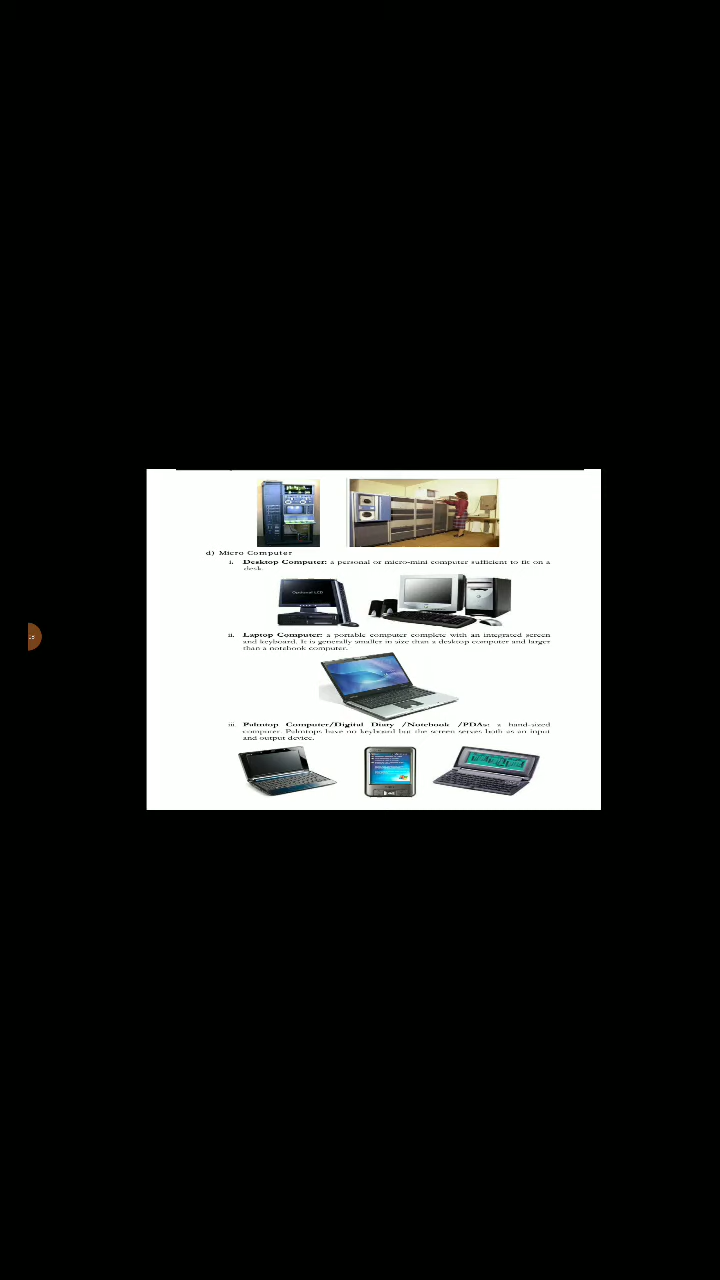 d) Micro Computer
i. Desktop Computer: a personal or micro-mini computer sufficient to fit on a
desk.
Optional LCD
ii. Laptop Computer: a portable computer complete with an integrated screen
and keyboard. It is generally smaller in size than a desktop computer and larger
than a notebook computer.
iii. Palmtop Computer/Digital Diary /Notebook /PDAs: a hand-sized
computer. Palmtops have no keyboard but the screen serves both as an input
and output device.